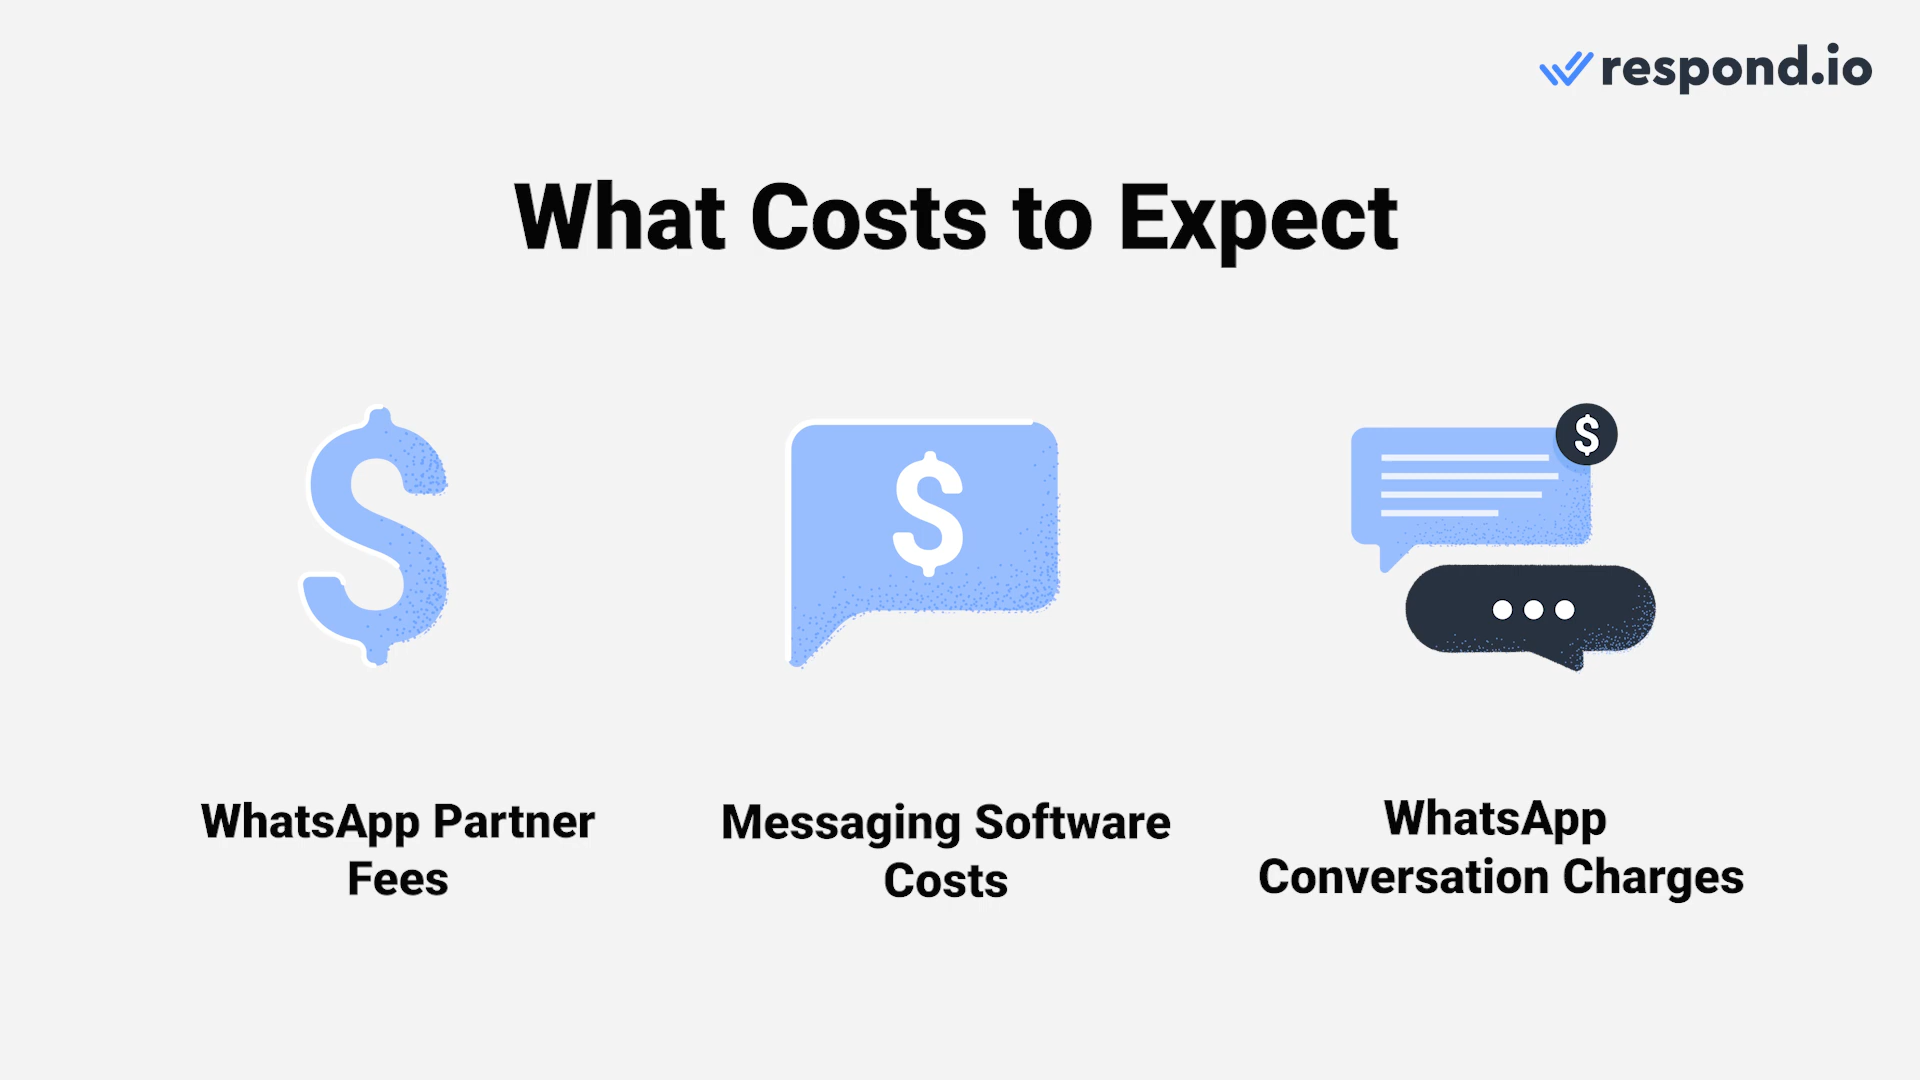 respond.io
What Costs to Expect
$
$
$
WhatsApp Partner
Fees
Messaging Software
Costs
WhatsApp
Conversation Charges